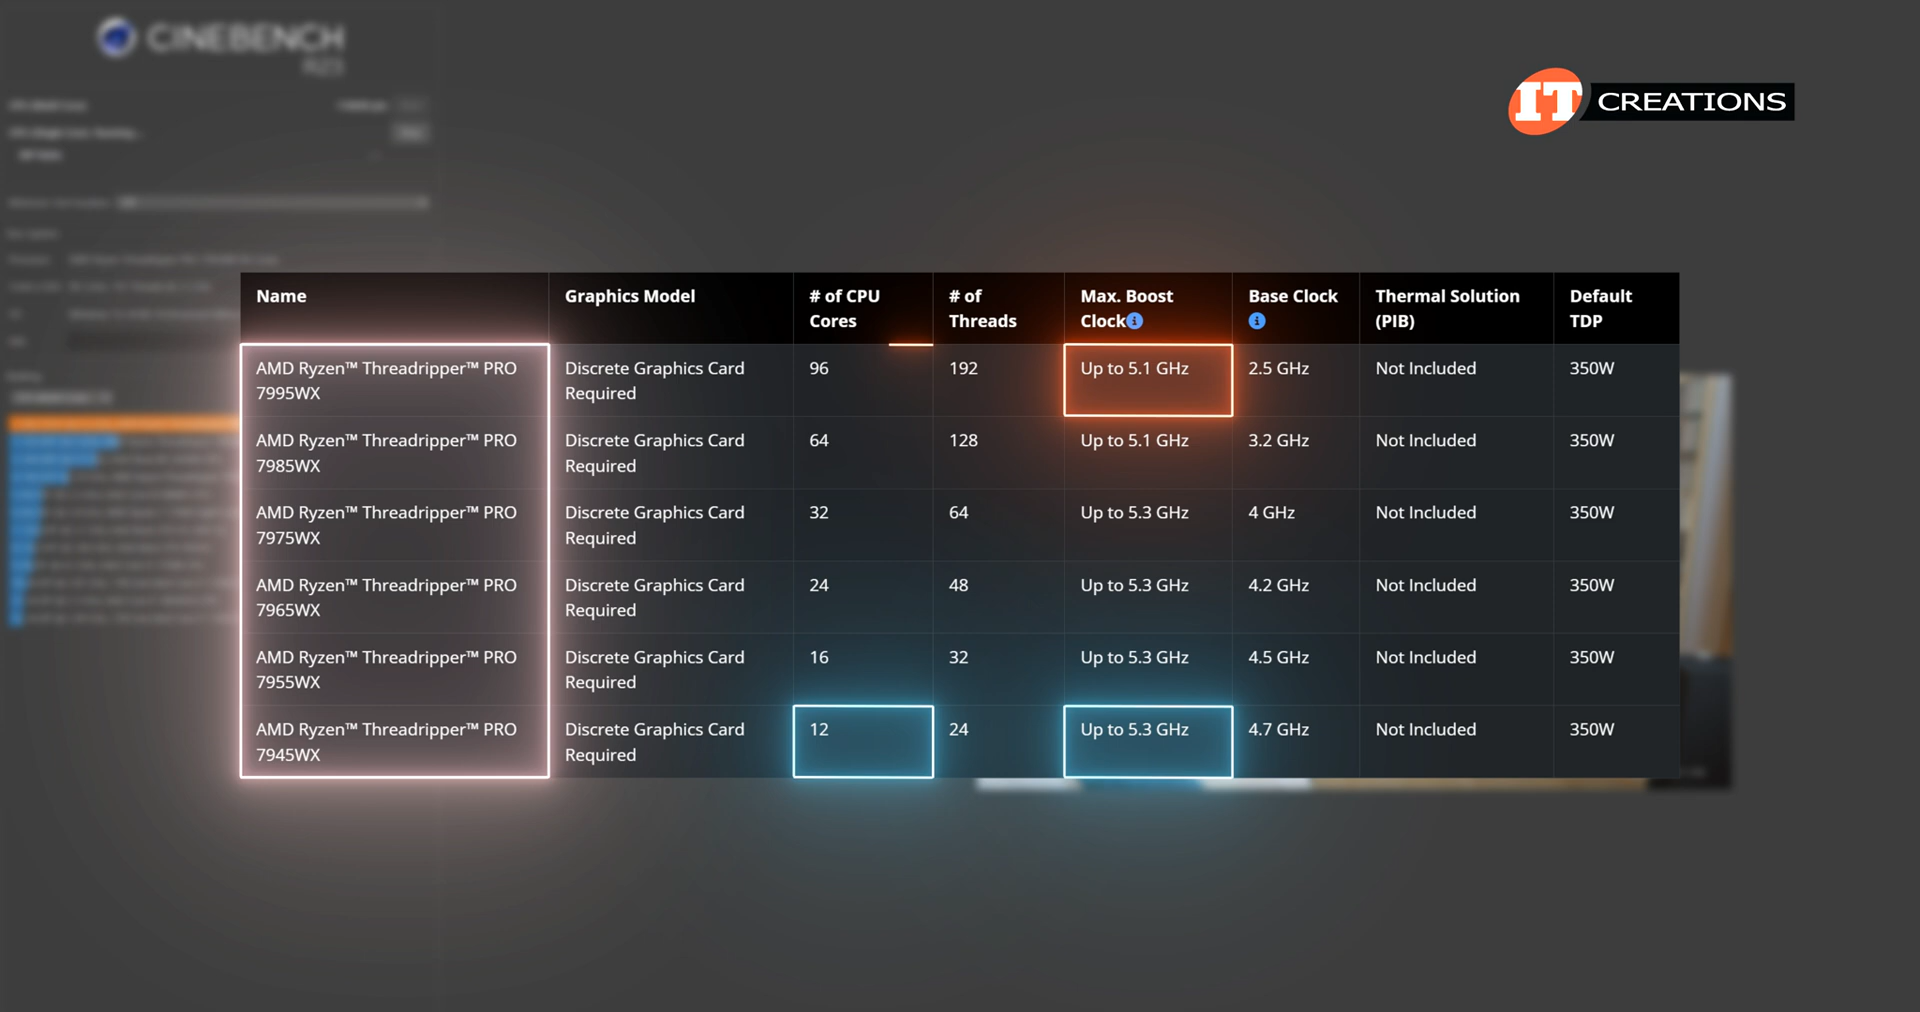 CINEBENCH
R23
IT CREATIONS
Name
Graphics Model
# of CPU
Cores
# of
Threads
Max. Boost
Clock
Base Clock
Thermal Solution
(PIB)
Default
TDP
AMD Ryzen™ Threadripper™ PRO
7995WX
Discrete Graphics Card
Required
96
192
Up to 5.1 GHz
2.5 GHz
Not Included
350W
AMD Ryzen™ Threadripper™ PRO
7985WX
Discrete Graphics Card
Required
64
128
Up to 5.1 GHz
3.2 GHz
Not Included
350W
AMD Ryzen™ Threadripper™ PRO
7975WX
Discrete Graphics Card
Required
32
64
Up to 5.3 GHz
4 GHz
Not Included
350W
AMD Ryzen™ Threadripper™ PRO
7965WX
Discrete Graphics Card
Required
24
48
Up to 5.3 GHz
4.2 GHz
Not Included
350W
AMD Ryzen™ Threadripper™ PRO
7955WX
Discrete Graphics Card
Required
16
32
Up to 5.3 GHz
4.5 GHz
Not Included
350W
AMD Ryzen™ Threadripper™ PRO
7945WX
Discrete Graphics Card
Required
12
24
Up to 5.3 GHz
4.7 GHz
Not Included
350W